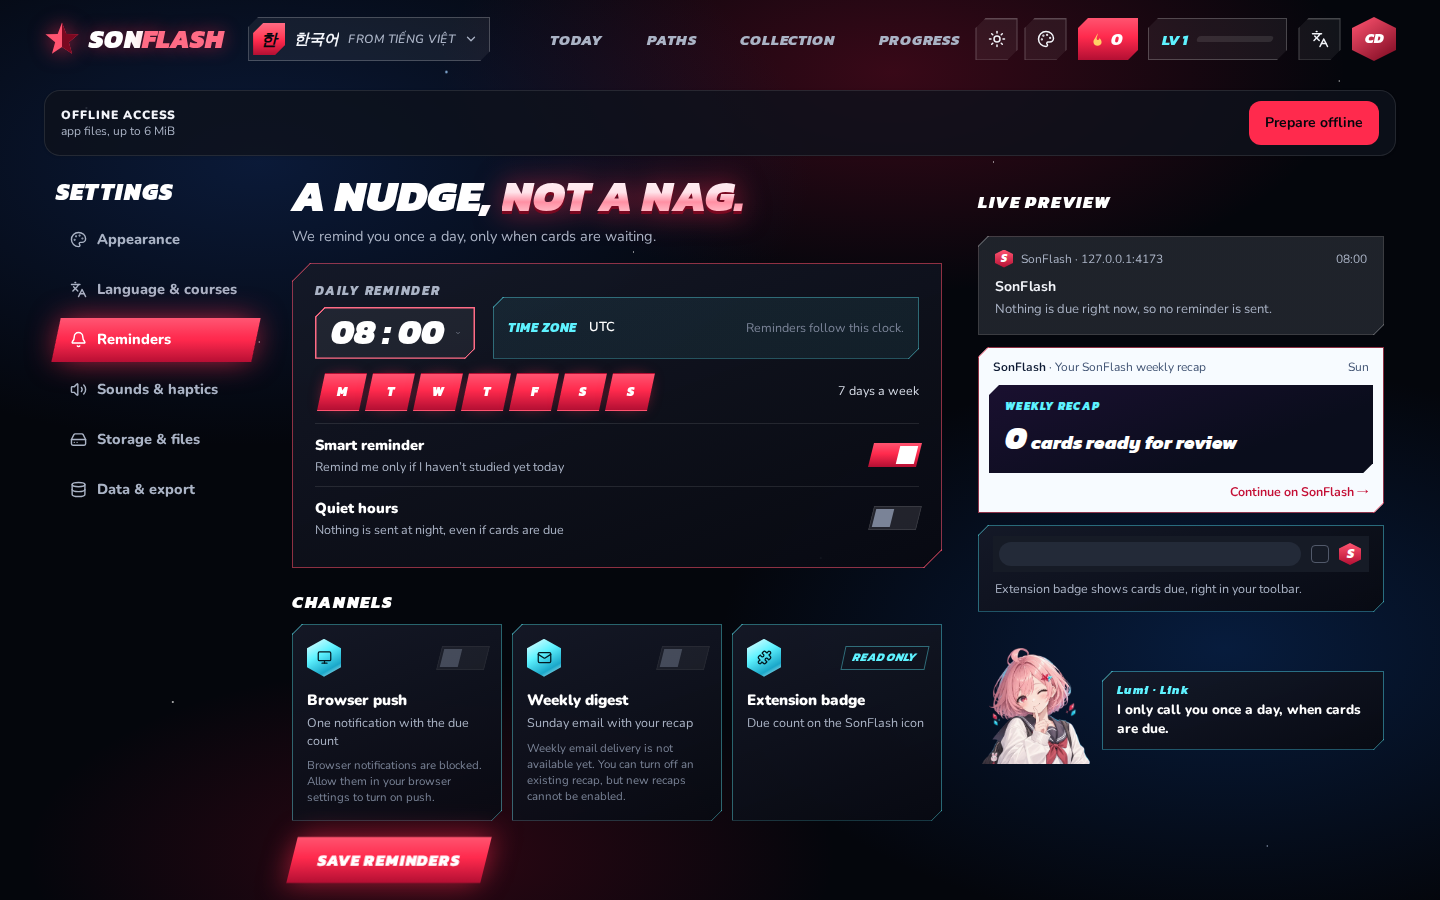 SONFLASH
한 한국어 FROM TIẾNG VIỆT
TODAY PATHS COLLECTION PROGRESS
0
LV 1
CD
OFFLINE ACCESS
app files, up to 6 MiB
Prepare offline
SETTINGS
Appearance
Language & courses
Reminders
Sounds & haptics
Storage & files
Data & export
A NUDGE, NOT A NAG.
We remind you once a day, only when cards are waiting.
DAILY REMINDER
08 : 00
TIME ZONE UTC Reminders follow this clock.
M T W T F S S
7 days a week
Smart reminder
Remind me only if I haven't studied yet today
Quiet hours
Nothing is sent at night, even if cards are due
CHANNELS
Browser push
One notification with the due
count
Browser notifications are blocked.
Allow them in your browser
settings to turn on push.
Weekly digest
Sunday email with your recap
Weekly email delivery is not
available yet. You can turn off an
existing recap, but new recaps
cannot be enabled.
READ ONLY
Extension badge
Due count on the SonFlash icon
SAVE REMINDERS
LIVE PREVIEW
S SonFlash · 127.0.0.1:4173 08:00
SonFlash
Nothing is due right now, so no reminder is sent.
SonFlash · Your SonFlash weekly recap Sun
WEEKLY RECAP
0 cards ready for review
Continue on SonFlash →
S
Extension badge shows cards due, right in your toolbar.
Lumi · Link
I only call you once a day, when cards
are due.